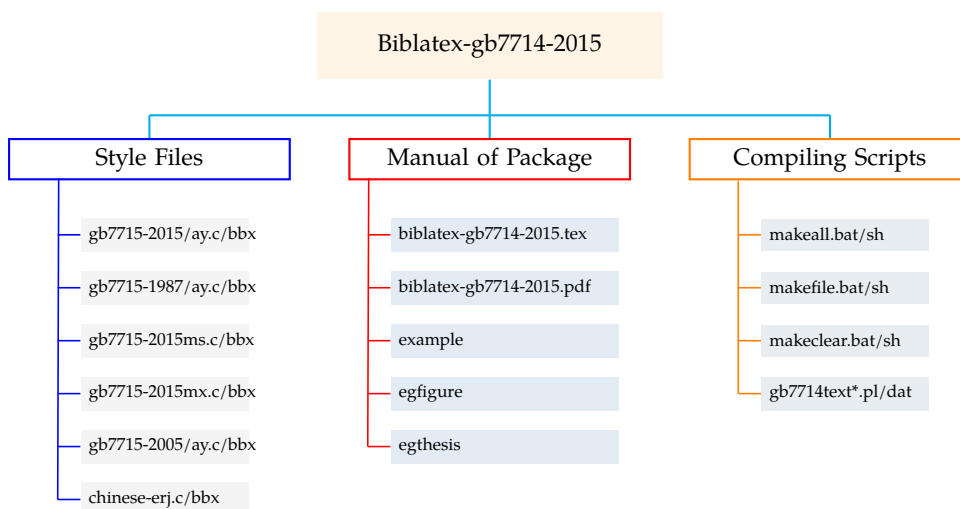 Biblatex-gb7714-2015
Style Files
gb7715-2015/ay.c/bbx
gb7715-1987/ay.c/bbx
gb7715-2015ms.c/bbx
gb7715-2015mx.c/bbx
gb7715-2005/ay.c/bbx
chinese-erj.c/bbx
Manual of Package
biblatex-gb7714-2015.tex
biblatex-gb7714-2015.pdf
example
egfigure
egthesis
Compiling Scripts
makeall.bat/sh
makefile.bat/sh
makeclear.bat/sh
gb7714text*.pl/dat